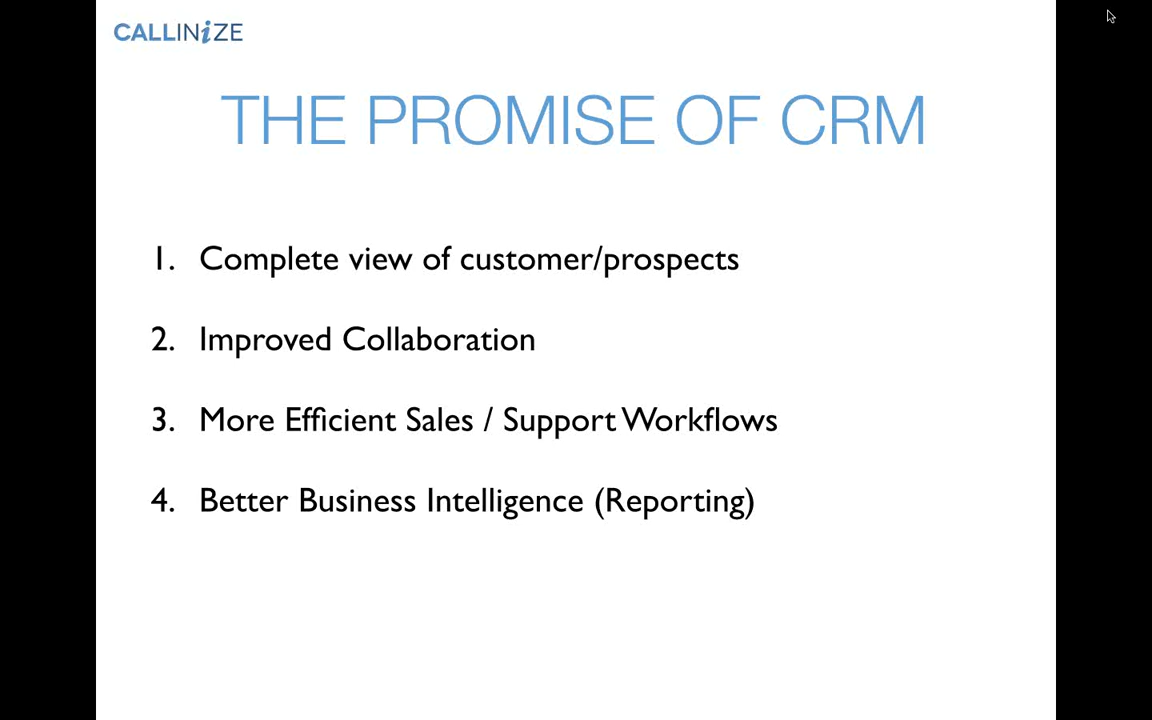 CALLINiZE
THE PROMISE OF CRM
1. Complete view of customer/prospects
2. Improved Collaboration
3. More Efficient Sales / Support Workflows
4. Better Business Intelligence (Reporting)